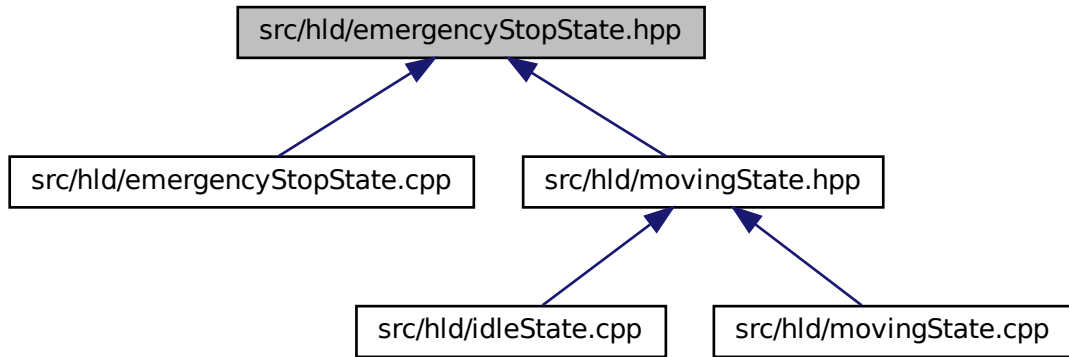 src/hld/emergencyStopState.hpp
src/hld/emergencyStopState.cpp
src/hld/movingState.hpp
src/hld/idleState.cpp
src/hld/movingState.cpp